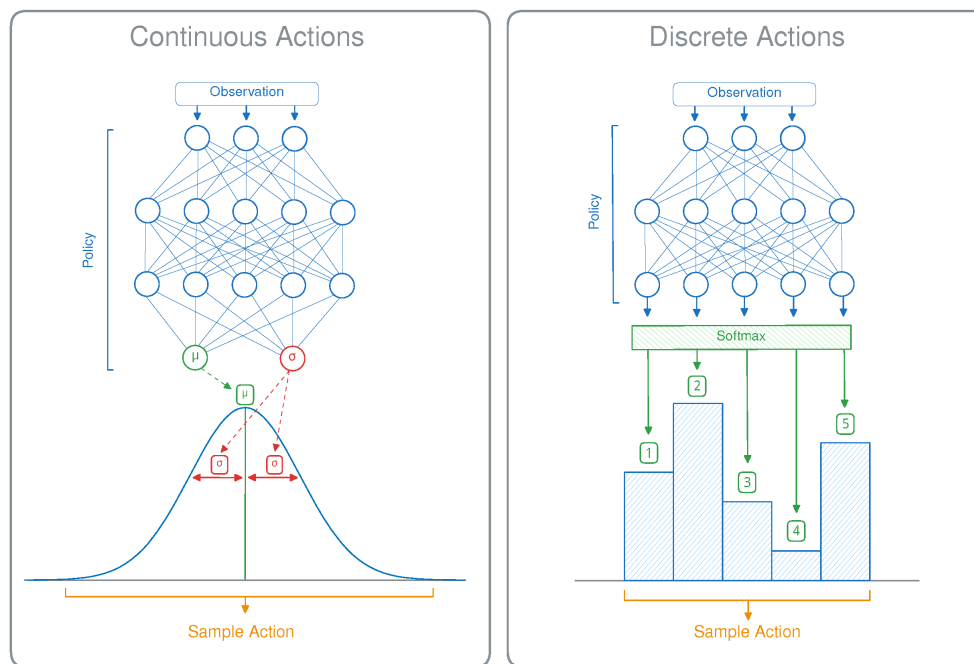 Continuous Actions
Observation
Policy
μ
σ
μ
σ
σ
Sample Action
Discrete Actions
Observation
Policy
Softmax
2
5
1
3
4
Sample Action